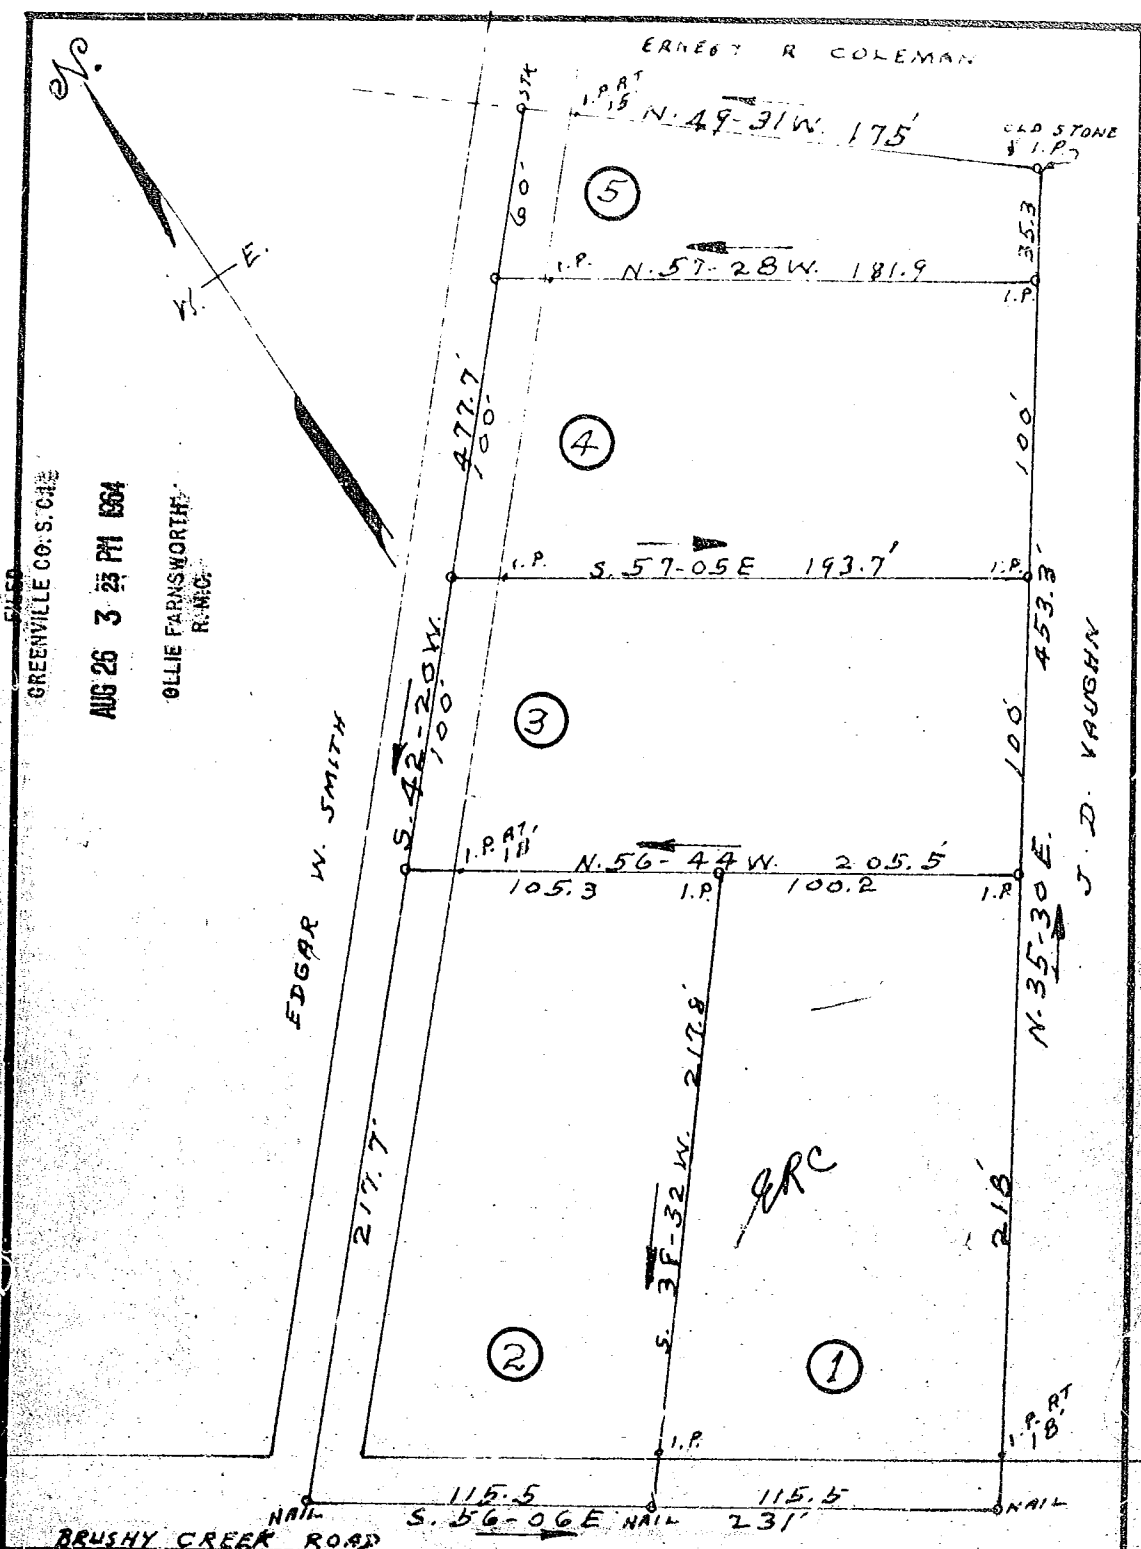 ERNEST R COLEMAN
N.
STK
I.P. AT
15'
N. 49-31 W. 175'
OLD STONE
& I.P.
5
60'
35.3
E.
W.
I.P. N. 57-28 W. 181.9
I.P.
477.7'
100'
4
100'
FILED
GREENVILLE CO. S. C.
AUG 26 3 23 PM 1964
OLLIE FARNSWORTH
R.M.C.
I.P. S. 57-05 E 193.7' I.P.
453.3'
S. 42-20 W.
100'
3
100'
J. D. VAUGHN
EDGAR W. SMITH
I.P. AT
18'
N. 56-44 W. 205.5'
105.3 I.P. 100.2 I.P.
N. 35-30 E.
217.7'
217.8'
218'
ERC
2
1
I.P.
I.P. AT
18'
115.5 115.5
NAIL S. 56-06 E NAIL 231' NAIL
BRUSHY CREEK ROAD